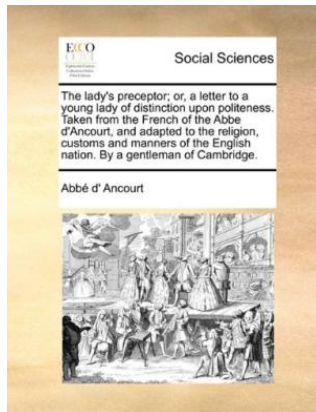 ECCO
Social Sciences
The lady's preceptor; or, a letter to a
young lady of distinction upon politeness.
Taken from the French of the Abbe
d'Ancourt, and adapted to the religion,
customs and manners of the English
nation. By a gentleman of Cambridge.
Abbé d' Ancourt